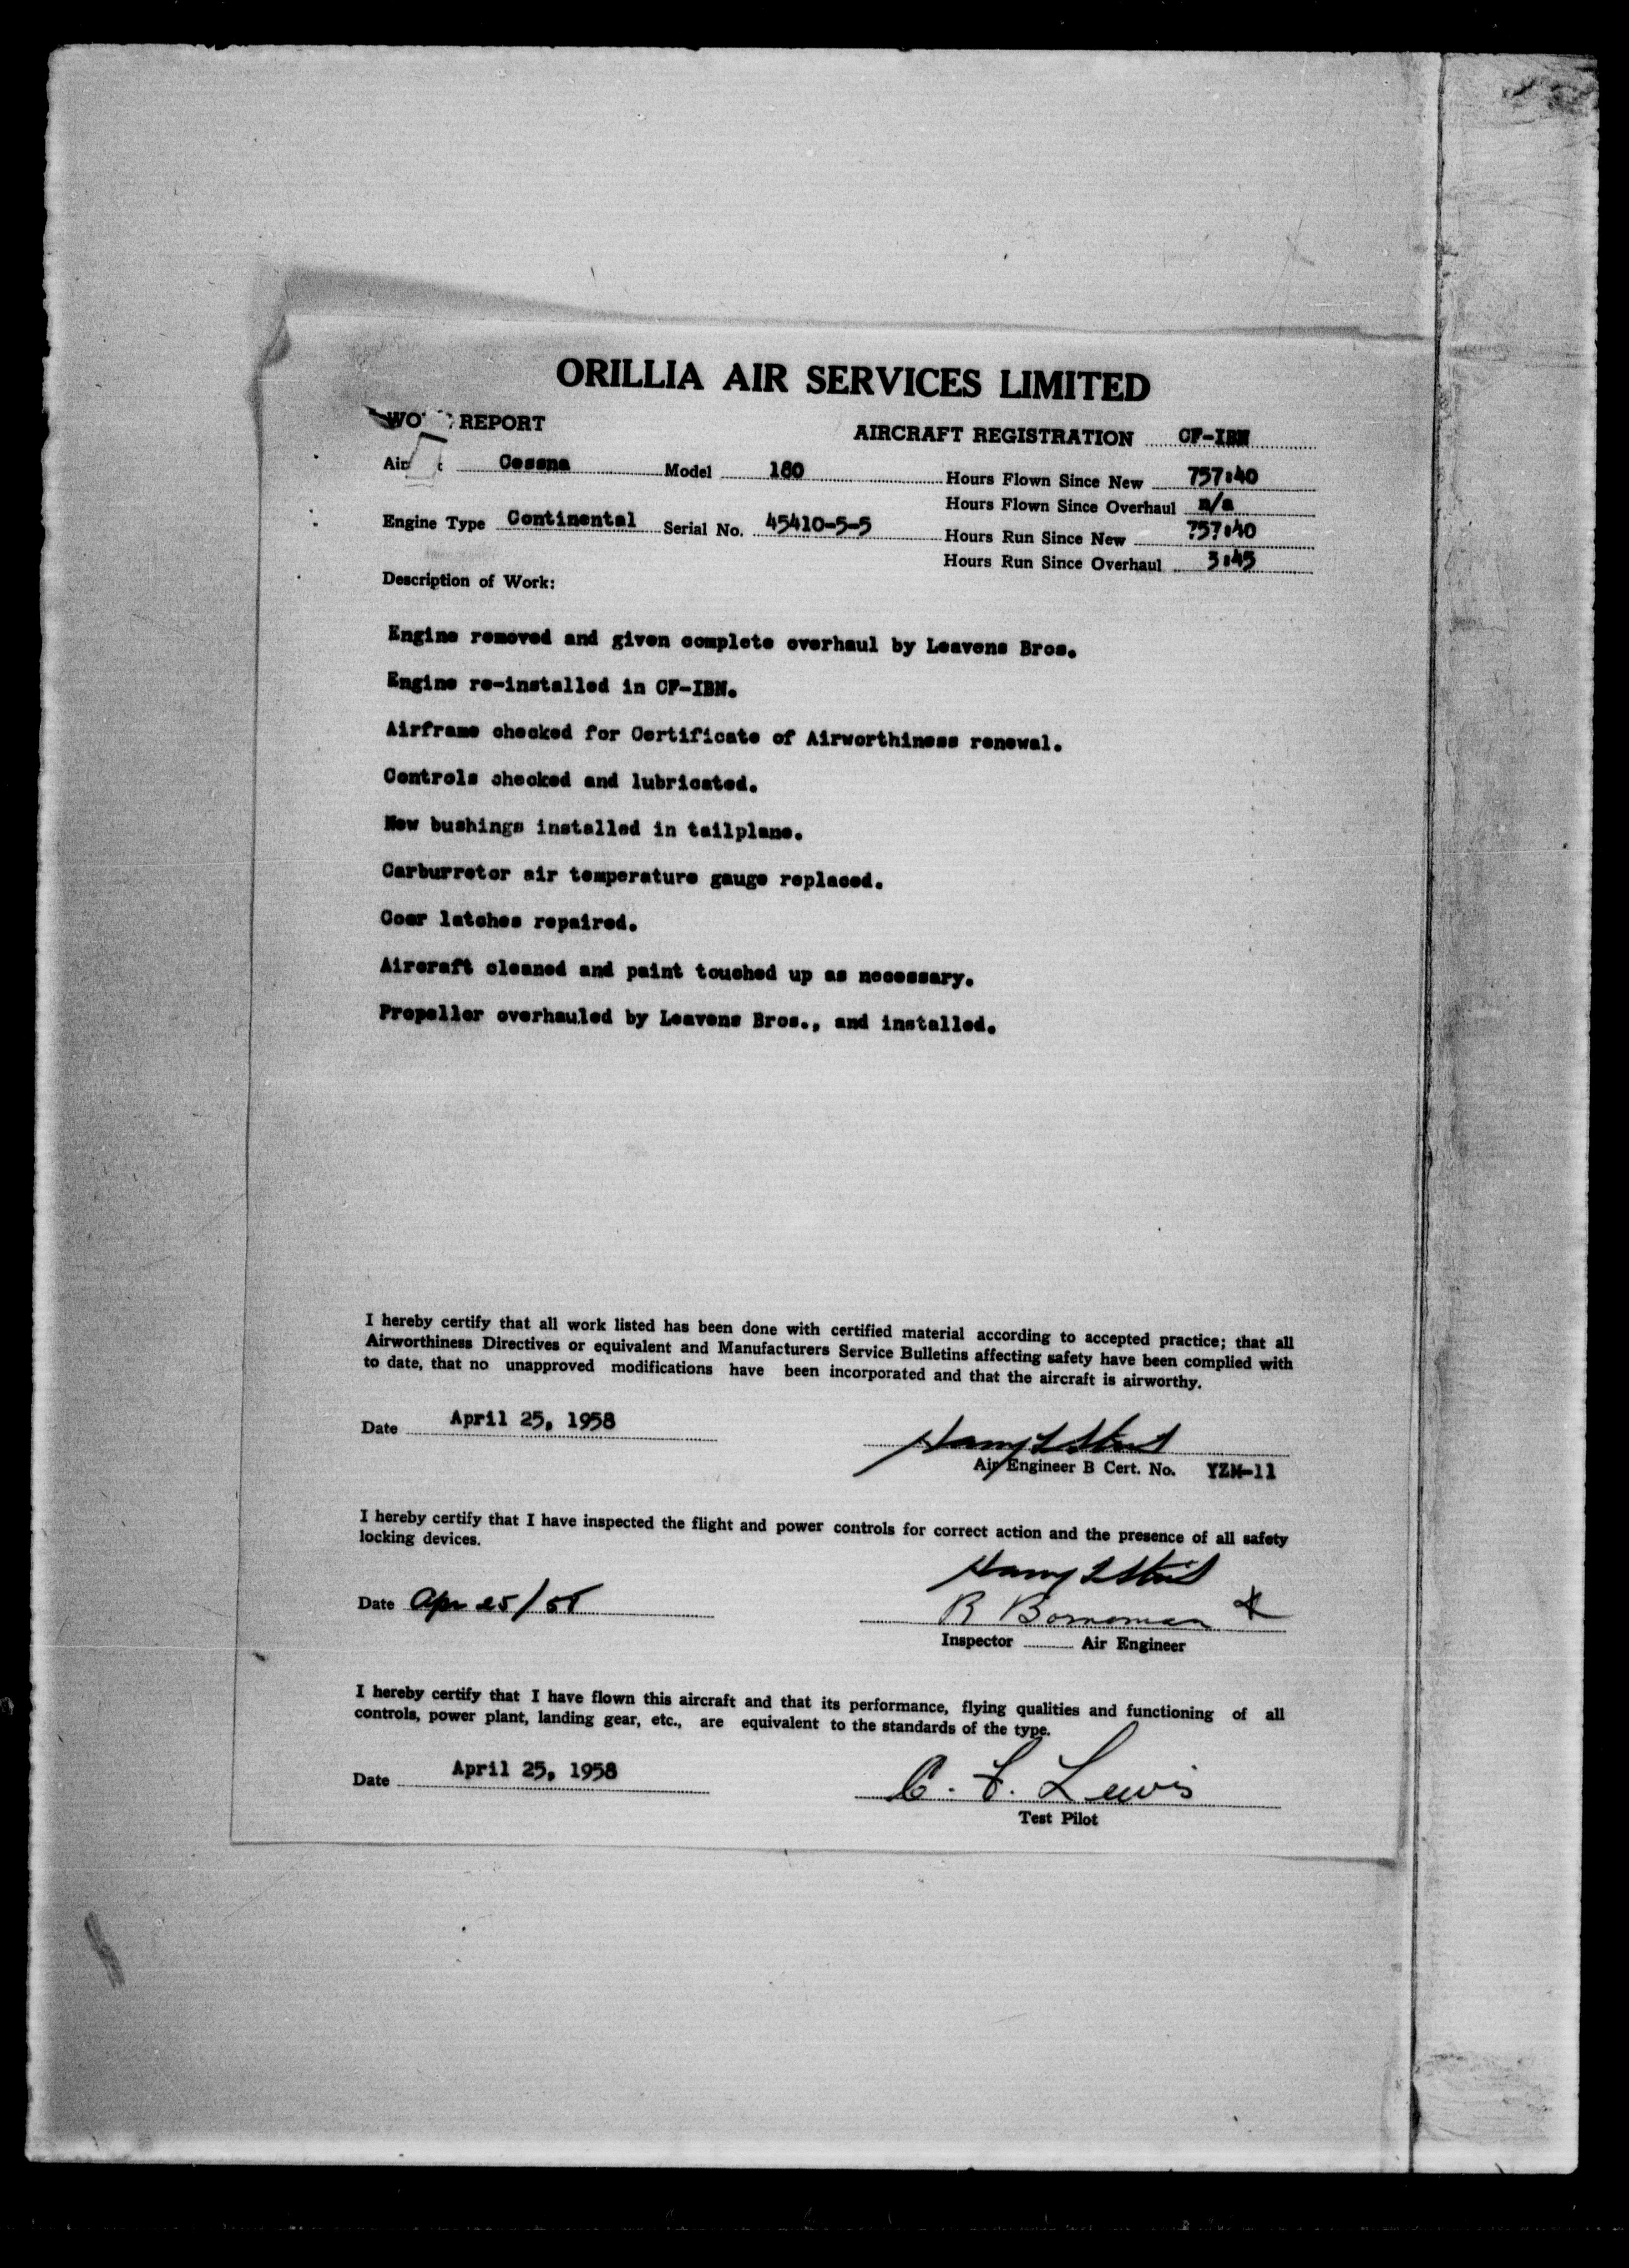 ORILLIA AIR SERVICES LIMITED
REPORT
AIRCRAFT REGISTRATION CF-IBN
Cessna Model 180 Hours Flown Since New 757:40
Hours Flown Since Overhaul n/a
Engine Type Continental Serial No. 45410-5-5 Hours Run Since New 757:40
Hours Run Since Overhaul 3:45
Description of Work:
Engine removed and given complete overhaul by Leavens Bros.
Engine re-installed in CF-IBN.
Airframe checked for Certificate of Airworthiness renewal.
Controls checked and lubricated.
New bushings installed in tailplane.
Carburretor air temperature gauge replaced.
Coor latches repaired.
Aircraft cleaned and paint touched up as necessary.
Propeller overhauled by Leavens Bros., and installed.
I hereby certify that all work listed has been done with certified material according to accepted practice; that all
Airworthiness Directives or equivalent and Manufacturers Service Bulletins affecting safety have been complied with
to date, that no unapproved modifications have been incorporated and that the aircraft is airworthy.
Date April 25, 1958
Air Engineer B Cert. No. YZM-11
I hereby certify that I have inspected the flight and power controls for correct action and the presence of all safety
locking devices.
Date Apr 25/58
Inspector Air Engineer
I hereby certify that I have flown this aircraft and that its performance, flying qualities and functioning of all
controls, power plant, landing gear, etc., are equivalent to the standards of the type.
Date April 25, 1958 C. F. Lewis
Test Pilot